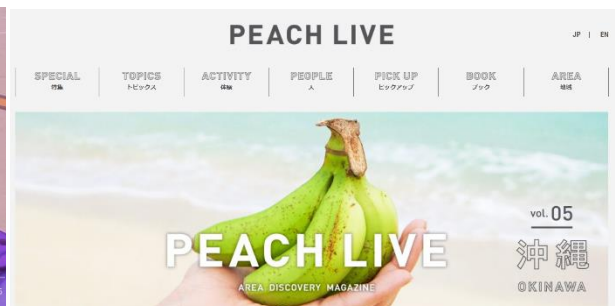 PEACH LIVE
JP | EN
SPECIAL TOPICS ACTIVITY PEOPLE PICK UP BOOK AREA
特集 トピックス 体験 人 ピックアップ ブック 地域
PEACH LIVE
AREA DISCOVERY MAGAZINE
vol. 05
沖縄
OKINAWA